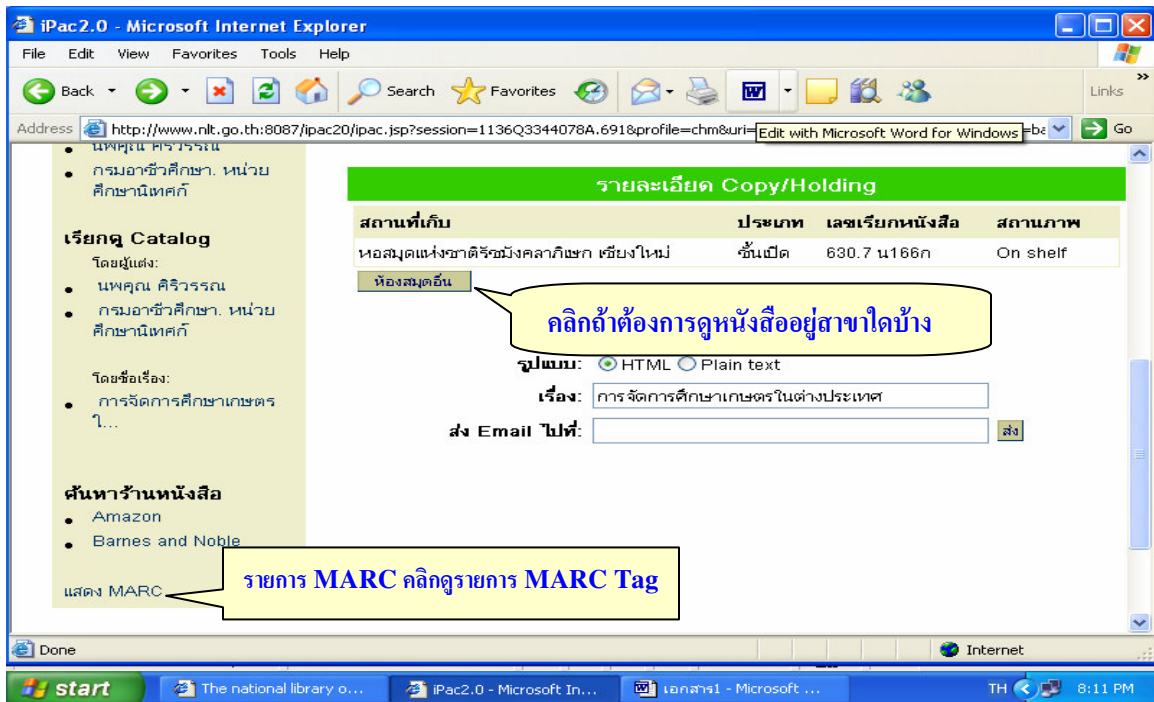 iPac2.0 - Microsoft Internet Explorer
File Edit View Favorites Tools Help
Back Search Favorites Links
Address http://www.nlt.go.th:8087/ipac20/ipac.jsp?session=1136Q3344078A.691&profile=chm&uri= Go
Edit with Microsoft Word for Windows
นพคุณ ศิริวรรณ
กรมอาชีวศึกษา. หน่วย
ศึกษานิเทศก์
เรียกดู Catalog
โดยผู้แต่ง:
นพคุณ ศิริวรรณ
กรมอาชีวศึกษา. หน่วย
ศึกษานิเทศก์
โดยชื่อเรื่อง:
การจัดการศึกษาเกษตร
ใ...
ค้นหาร้านหนังสือ
Amazon
Barnes and Noble
แสดง MARC
รายละเอียด Copy/Holding
สถานที่เก็บ ประเภท เลขเรียกหนังสือ สถานภาพ
หอสมุดแห่งชาติรัชมังคลาภิเษก เชียงใหม่ ชั้นเปิด 630.7 น166ก On shelf
ห้องสมุดอื่น
คลิกถ้าต้องการดูหนังสืออยู่สาขาใดบ้าง
รูปแบบ: HTML Plain text
เรื่อง: การจัดการศึกษาเกษตรในต่างประเทศ
ส่ง Email ไปที่: ส่ง
รายการ MARC คลิกดูรายการ MARC Tag
Done Internet
start The national library o... iPac2.0 - Microsoft In... เอกสาร1 - Microsoft ... TH 8:11 PM